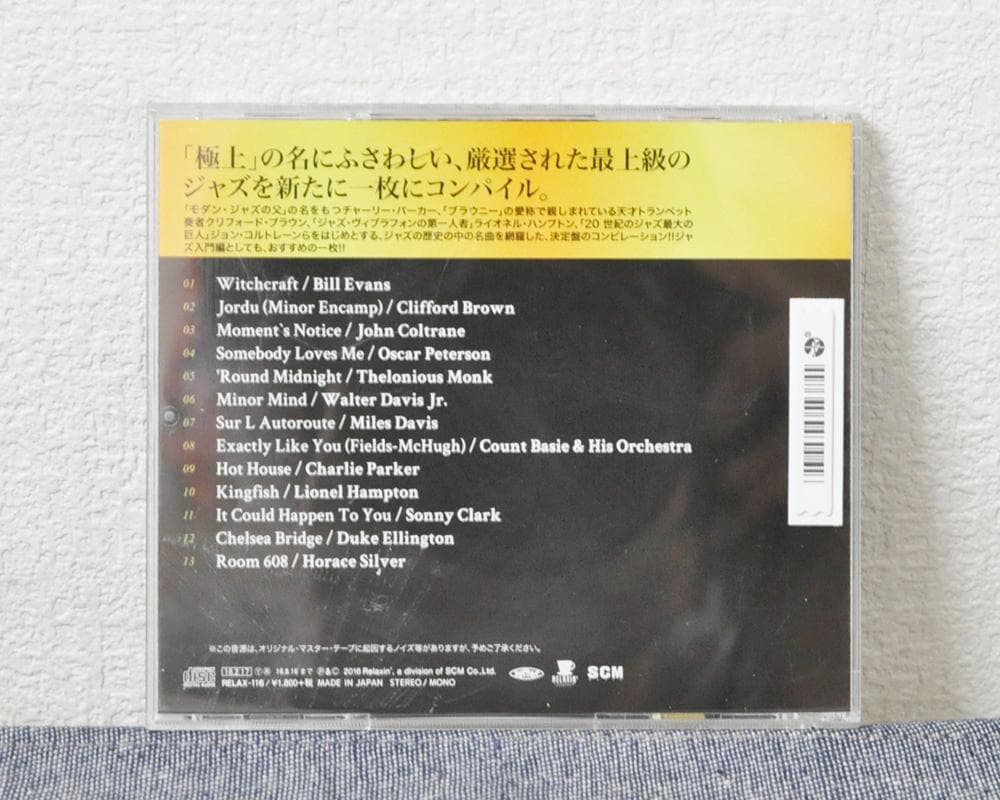 「極上」の名にふさわしい、厳選された最上級の
ジャズを新たに一枚にコンパイル。
「モダン・ジャズの父」の名をもつチャーリー・パーカー、「ブラウニー」の愛称で親しまれている天才トランペット
奏者クリフォード・ブラウン、「ジャズ・ヴィブラフォンの第一人者」ライオネル・ハンプトン、「20 世紀のジャズ最大の
巨人」ジョン・コルトレーンらをはじめとする、ジャズの歴史の中の名曲を網羅した、決定盤のコンピレーション!!ジャ
ズ入門編としても、おすすめの一枚!!
01 Witchcraft / Bill Evans
02 Jordu (Minor Encamp) / Clifford Brown
03 Moment`s Notice / John Coltrane
04 Somebody Loves Me / Oscar Peterson
05 'Round Midnight / Thelonious Monk
06 Minor Mind / Walter Davis Jr.
07 Sur L Autoroute / Miles Davis
08 Exactly Like You (Fields-McHugh) / Count Basie & His Orchestra
09 Hot House / Charlie Parker
10 Kingfish / Lionel Hampton
11 It Could Happen To You / Sonny Clark
12 Chelsea Bridge / Duke Ellington
13 Room 608 / Horace Silver
※この音源は、オリジナル・マスター・テープに起因するノイズ等がありますが、予めご了承ください。
16.2.17 Ⓨ Ⓡ 16.8.16まで Ⓟ&© 2016 Relaxin', a division of SCM Co.,Ltd.
RELAX-116 / ¥1,800+税 MADE IN JAPAN STEREO / MONO
disc
RELAXIN'
SCM